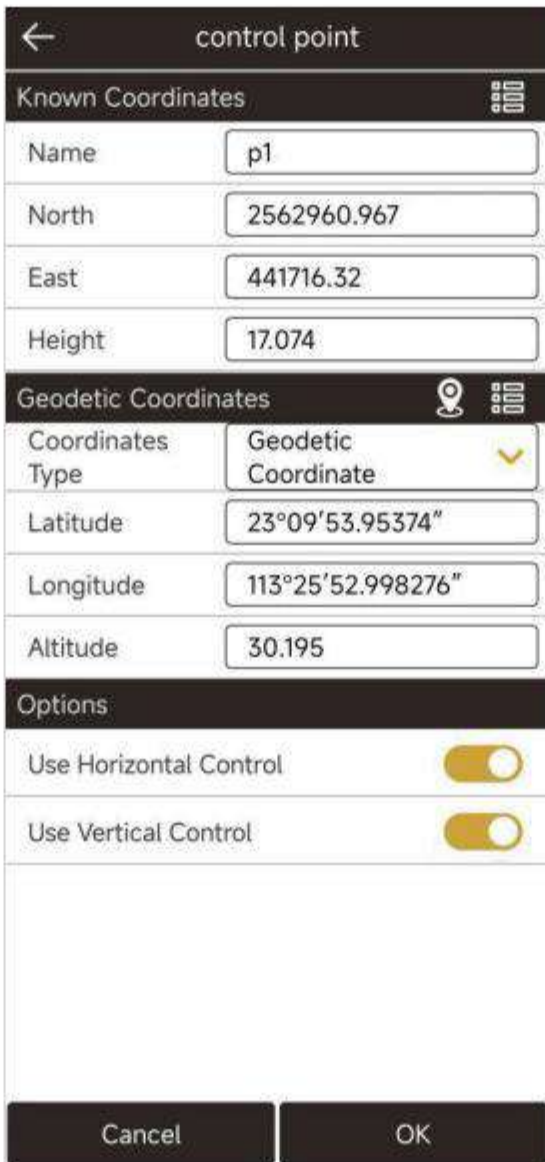 control point
Known Coordinates
Name p1
North 2562960.967
East 441716.32
Height 17.074
Geodetic Coordinates
Coordinates Type Geodetic Coordinate
Latitude 23°09'53.95374"
Longitude 113°25'52.998276"
Altitude 30.195
Options
Use Horizontal Control
Use Vertical Control
Cancel OK